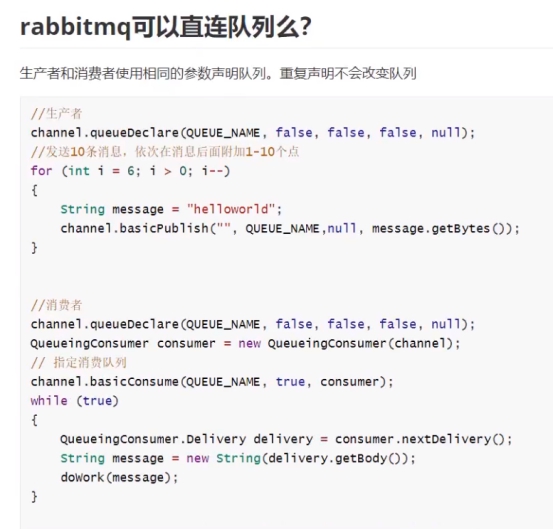 rabbitmq可以直连队列么?
生产者和消费者使用相同的参数声明队列。重复声明不会改变队列
//生产者
channel.queueDeclare(QUEUE_NAME, false, false, false, null);
//发送10条消息，依次在消息后面附加1-10个点
for (int i = 6; i > 0; i--)
{
    String message = "helloworld";
    channel.basicPublish("", QUEUE_NAME,null, message.getBytes());
}
//消费者
channel.queueDeclare(QUEUE_NAME, false, false, false, null);
QueueingConsumer consumer = new QueueingConsumer(channel);
// 指定消费队列
channel.basicConsume(QUEUE_NAME, true, consumer);
while (true)
{
    QueueingConsumer.Delivery delivery = consumer.nextDelivery();
    String message = new String(delivery.getBody());
    doWork(message);
}